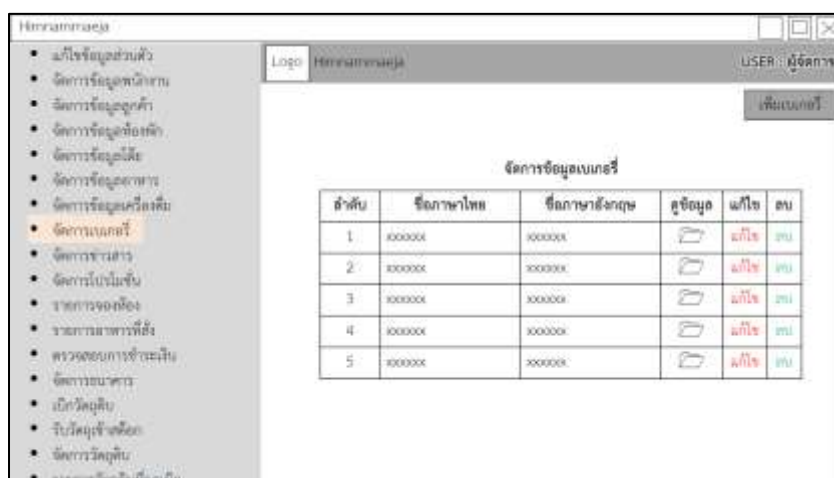 Himnammaeja
แก้ไขข้อมูลส่วนตัว
จัดการข้อมูลพนักงาน
จัดการข้อมูลลูกค้า
จัดการข้อมูลห้องพัก
จัดการข้อมูลโต๊ะ
จัดการข้อมูลอาหาร
จัดการข้อมูลเครื่องดื่ม
จัดการเบเกอรี่
จัดการข่าวสาร
จัดการโปรโมชั่น
รายการจองห้อง
รายการอาหารที่สั่ง
ตรวจสอบการชำระเงิน
จัดการธนาคาร
เบิกวัตถุดิบ
รับวัตถุเข้าสต็อก
จัดการวัตถุดิบ
Logo Himnammaeja USER : ผู้จัดการ
เพิ่มเบเกอรี่
จัดการข้อมูลเบเกอรี่
ลำดับ ชื่อภาษาไทย ชื่อภาษาอังกฤษ ดูข้อมูล แก้ไข ลบ
1 xxxxxx xxxxxx แก้ไข ลบ
2 xxxxxx xxxxxx แก้ไข ลบ
3 xxxxxx xxxxxx แก้ไข ลบ
4 xxxxxx xxxxxx แก้ไข ลบ
5 xxxxxx xxxxxx แก้ไข ลบ